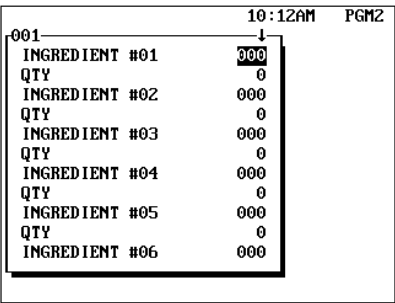 10:12AM PGM2
001 ↓
INGREDIENT #01 000
QTY 0
INGREDIENT #02 000
QTY 0
INGREDIENT #03 000
QTY 0
INGREDIENT #04 000
QTY 0
INGREDIENT #05 000
QTY 0
INGREDIENT #06 000